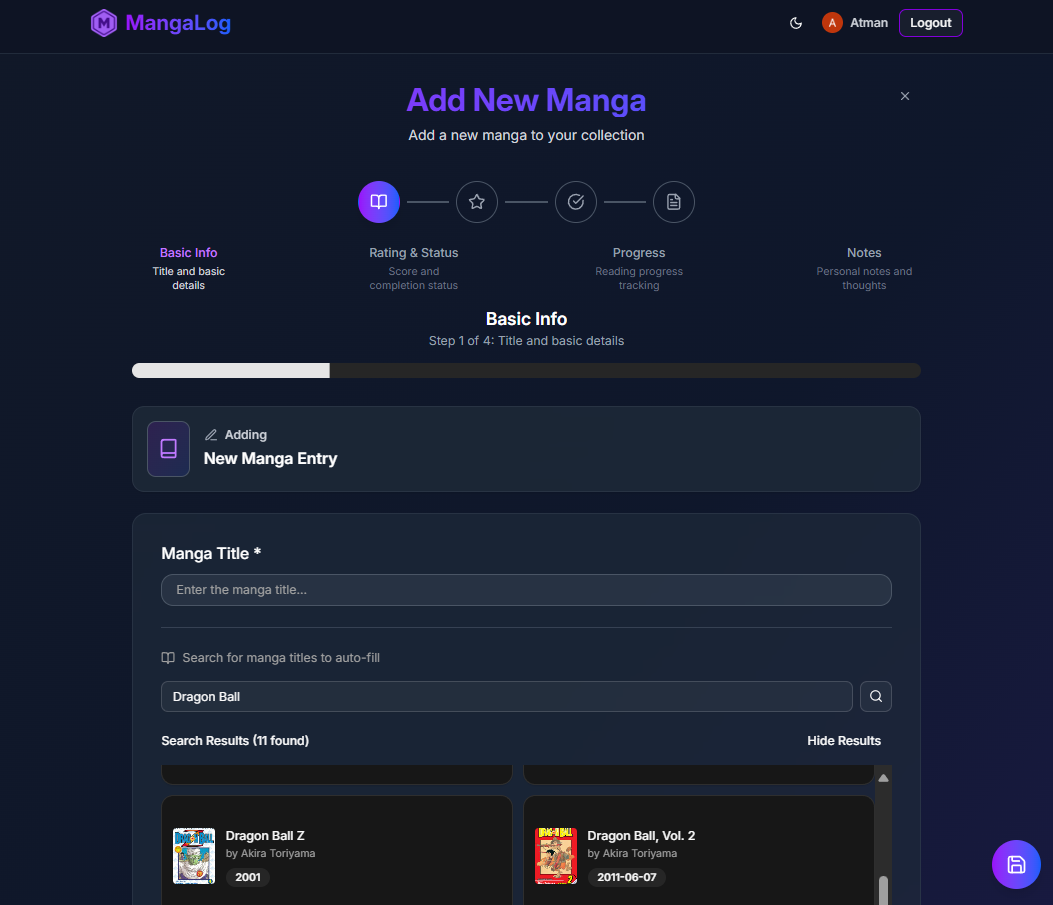 MangaLog
A
Atman
Logout
Add New Manga
Add a new manga to your collection
Basic Info
Title and basic
details
Rating & Status
Score and
completion status
Progress
Reading progress
tracking
Notes
Personal notes and
thoughts
Basic Info
Step 1 of 4: Title and basic details
Adding
New Manga Entry
Manga Title *
Enter the manga title...
Search for manga titles to auto-fill
Dragon Ball
Search Results (11 found)
Hide Results
Dragon Ball Z
by Akira Toriyama
2001
Dragon Ball, Vol. 2
by Akira Toriyama
2011-06-07